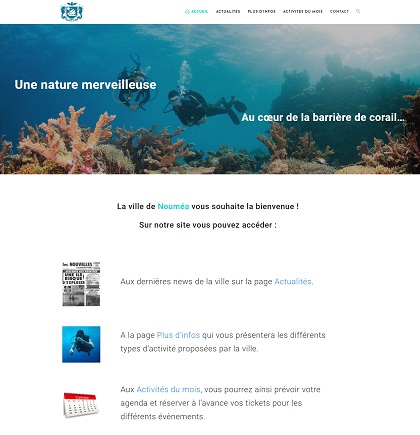 ACCUEIL ACTUALITÉS PLUS D'INFOS ACTIVITÉS DU MOIS CONTACT
Une nature merveilleuse
Au cœur de la barrière de corail...
La ville de Nouméa vous souhaite la bienvenue !
Sur notre site vous pouvez accéder :
Les NOUVELLES
Aux dernières news de la ville sur la page Actualités.
A la page Plus d'infos qui vous présentera les différents
types d'activité proposées par la ville.
Aux Activités du mois, vous pourrez ainsi prévoir votre
agenda et réserver à l'avance vos tickets pour les
différents évènements.